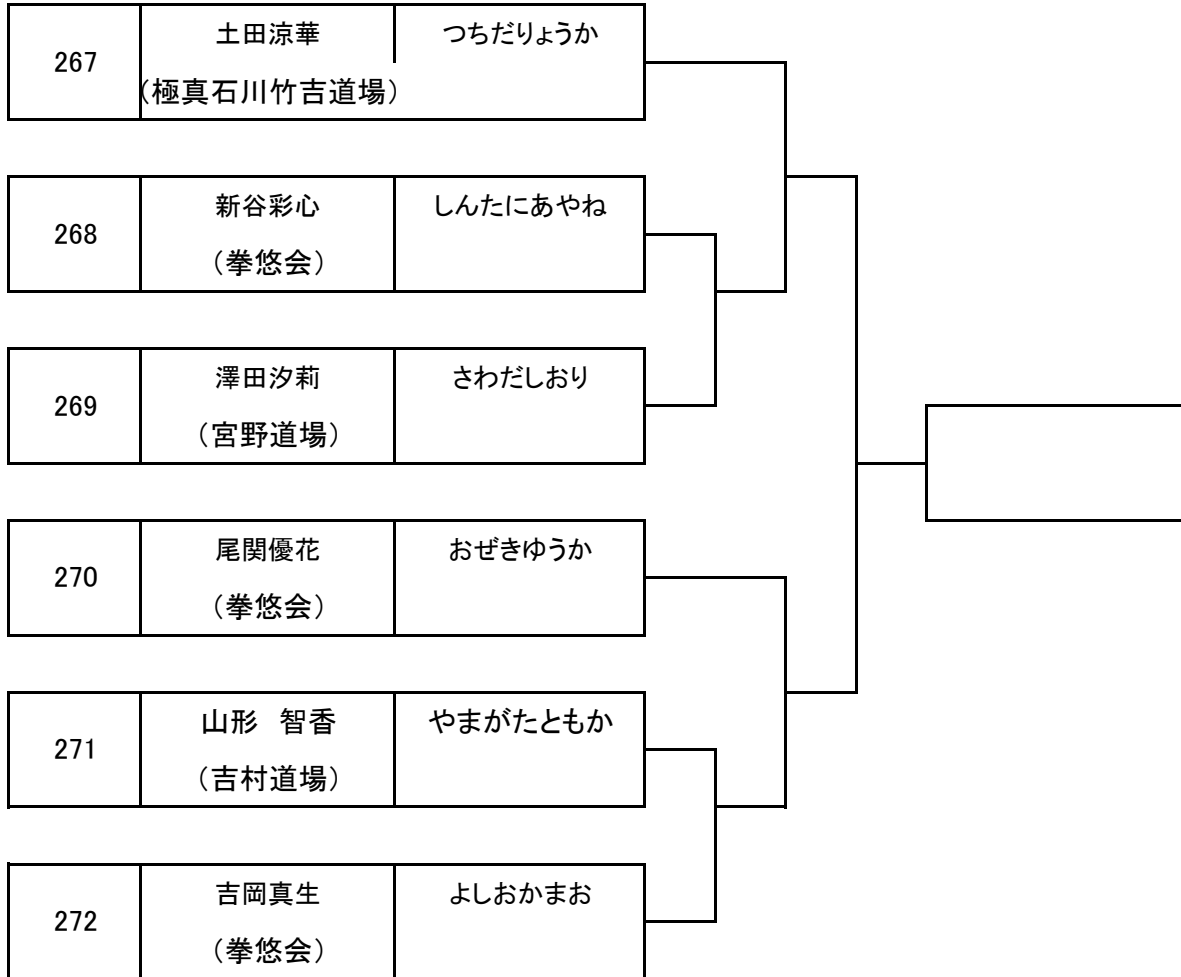 267 土田涼華 つちだりょうか
(極真石川竹吉道場)
268 新谷彩心 しんたにあやね
(拳悠会)
269 澤田汐莉 さわだしおり
(宮野道場)
270 尾関優花 おぜきゆうか
(拳悠会)
271 山形　智香 やまがたともか
(吉村道場)
272 吉岡真生 よしおかまお
(拳悠会)